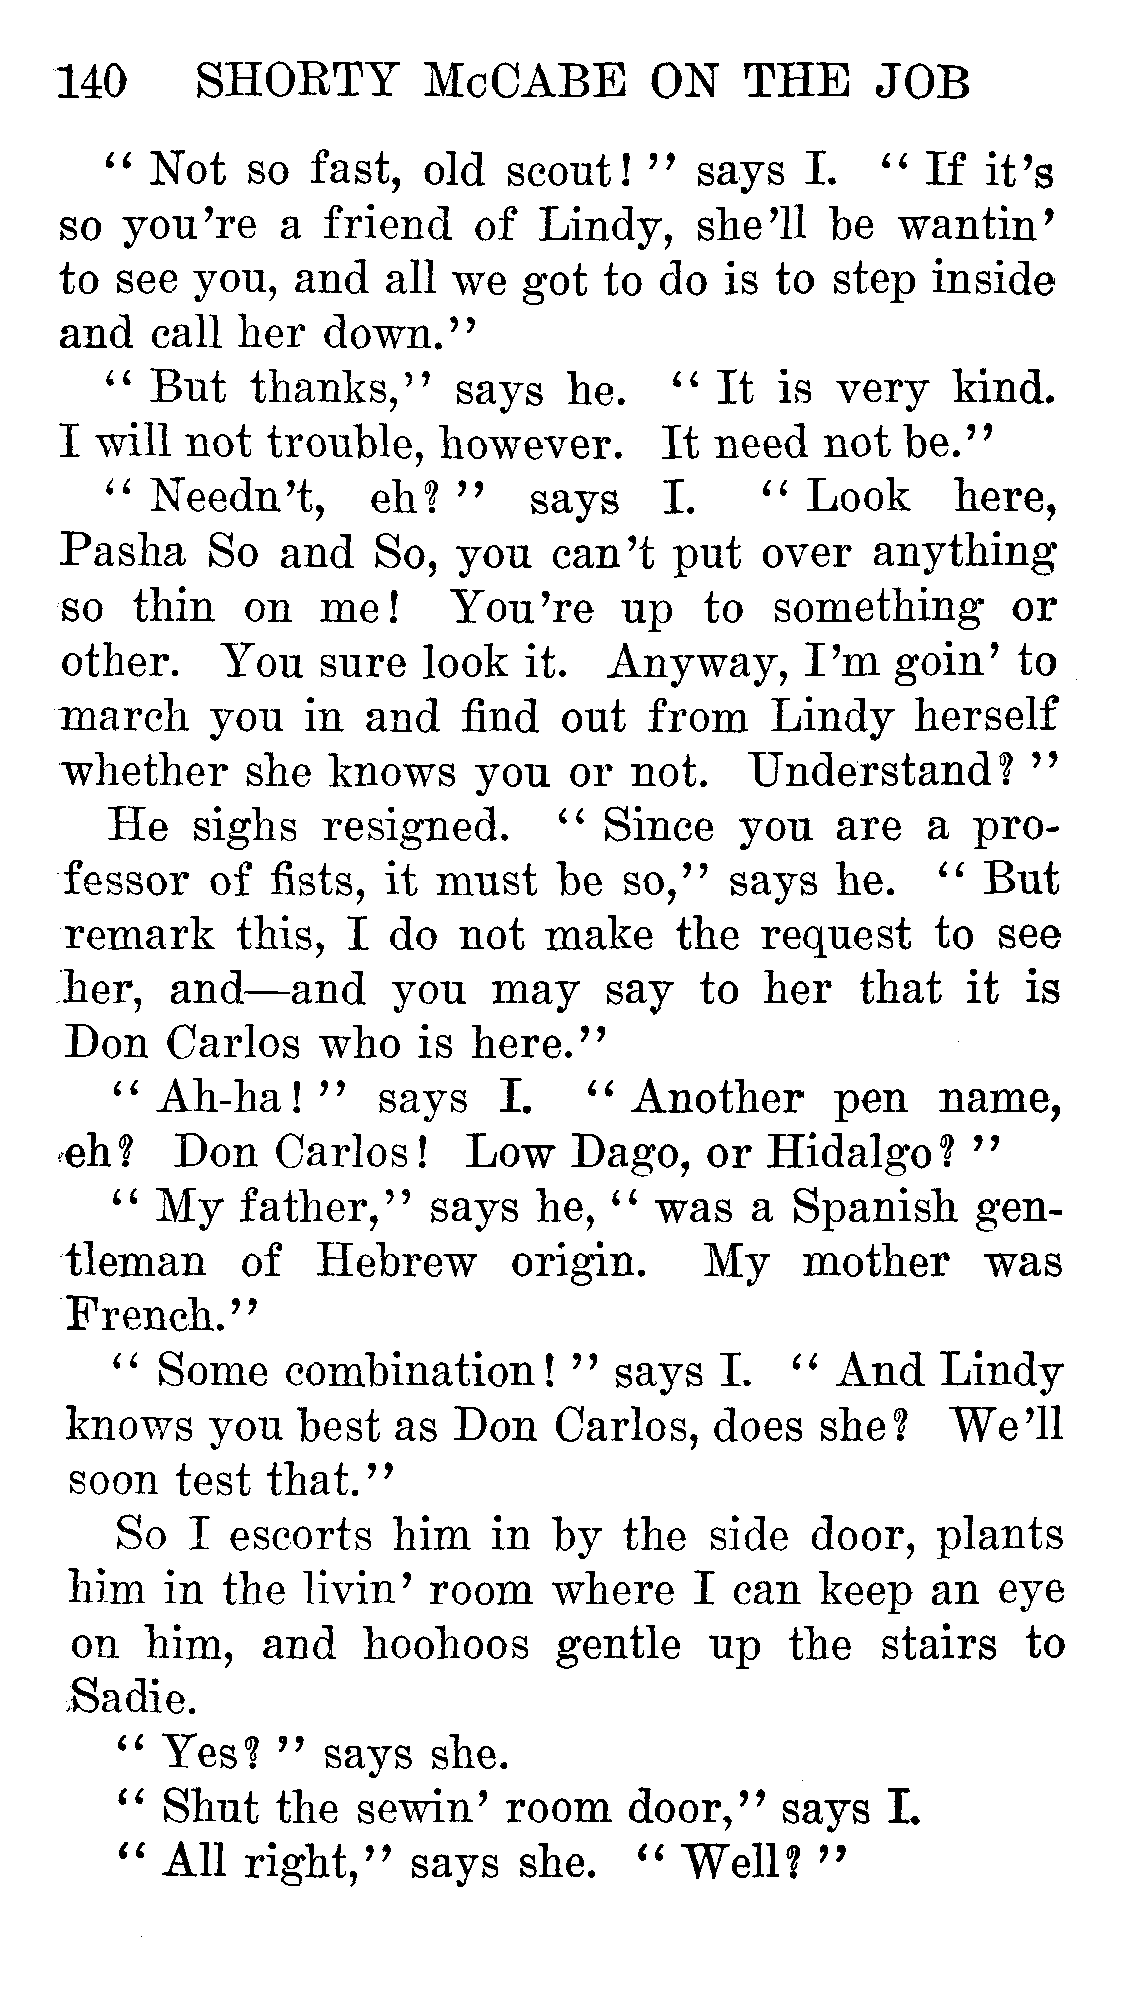 140 SHORTY McCABE ON THE JOB
“ Not so fast, old scout! ” says I. “ If it’s
so you’re a friend of Lindy, she’ll be wantin’
to see you, and all we got to do is to step inside
and call her down.”
“ But thanks,” says he. “ It is very kind.
I will not trouble, however. It need not be.”
“ Needn’t, eh? ” says I. “ Look here,
Pasha So and So, you can’t put over anything
so thin on me! You’re up to something or
other. You sure look it. Anyway, I’m goin’ to
march you in and find out from Lindy herself
whether she knows you or not. Understand? ”
He sighs resigned. “ Since you are a pro-
fessor of fists, it must be so,” says he. “ But
remark this, I do not make the request to see
her, and—and you may say to her that it is
Don Carlos who is here.”
“ Ah-ha! ” says I. “ Another pen name,
eh? Don Carlos! Low Dago, or Hidalgo? ”
“ My father,” says he, “ was a Spanish gen-
tleman of Hebrew origin. My mother was
French.”
“ Some combination! ” says I. “ And Lindy
knows you best as Don Carlos, does she? We’ll
soon test that.”
So I escorts him in by the side door, plants
him in the livin’ room where I can keep an eye
on him, and hoohoos gentle up the stairs to
Sadie.
“ Yes? ” says she.
“ Shut the sewin’ room door,” says I.
“ All right,” says she. “ Well? ”